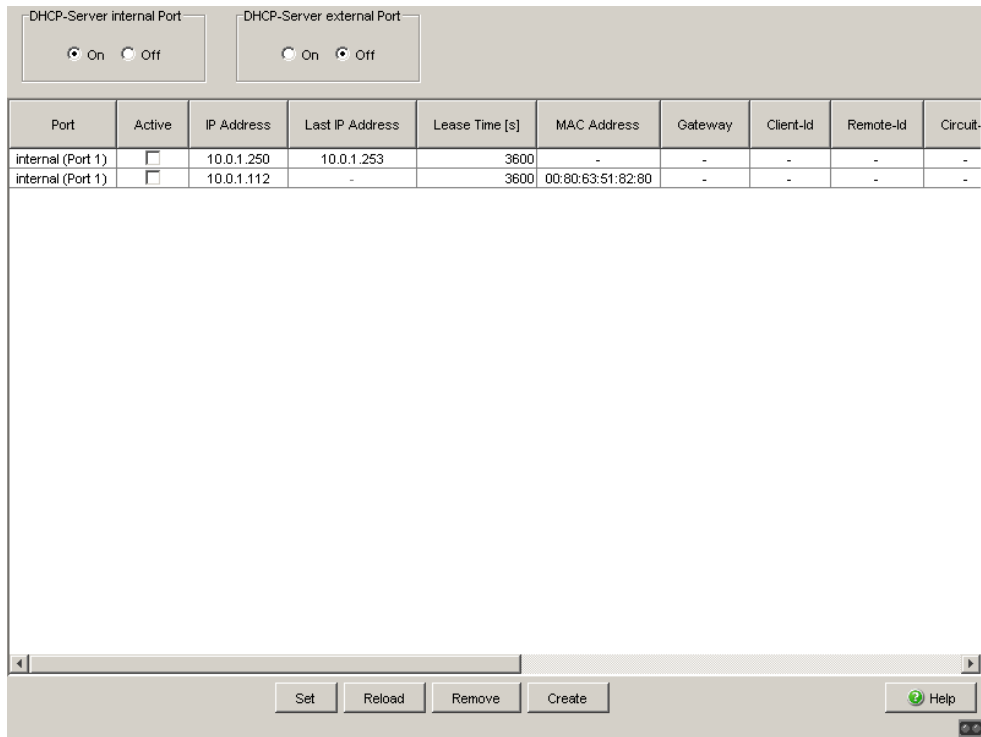 DHCP-Server internal Port DHCP-Server external Port
On Off On Off
Port Active IP Address Last IP Address Lease Time [s] MAC Address Gateway Client-Id Remote-Id Circuit-
internal (Port 1) 10.0.1.250 10.0.1.253 3600 - - - - -
internal (Port 1) 10.0.1.112 - 3600 00:80:63:51:82:80 - - - -
Set Reload Remove Create Help